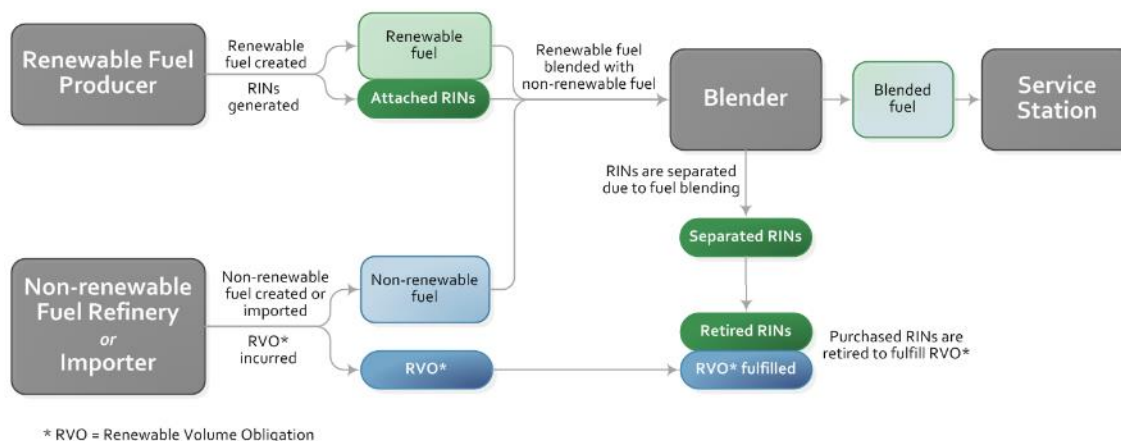 Renewable Fuel
Producer
Renewable
fuel created
RINs
generated
Renewable
fuel
Attached RINs
Renewable fuel
blended with
non-renewable fuel
Blender
Blended
fuel
Service
Station
RINs are separated
due to fuel blending
Separated RINs
Non-renewable
Fuel Refinery
or
Importer
Non-renewable
fuel created or
imported
RVO*
incurred
Non-renewable
fuel
RVO*
Retired RINs
RVO* fulfilled
Purchased RINs are
retired to fulfill RVO*
* RVO = Renewable Volume Obligation